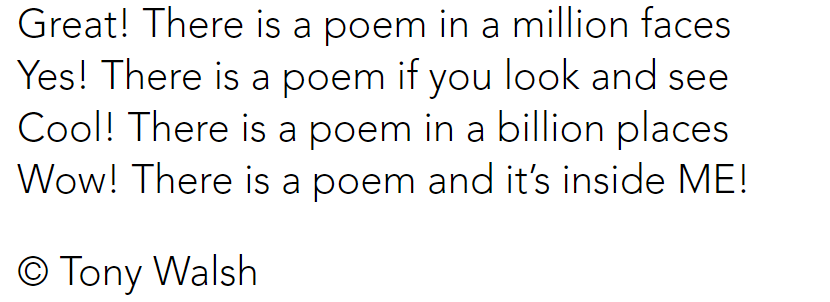 Great! There is a poem in a million faces
Yes! There is a poem if you look and see
Cool! There is a poem in a billion places
Wow! There is a poem and it’s inside ME!
© Tony Walsh